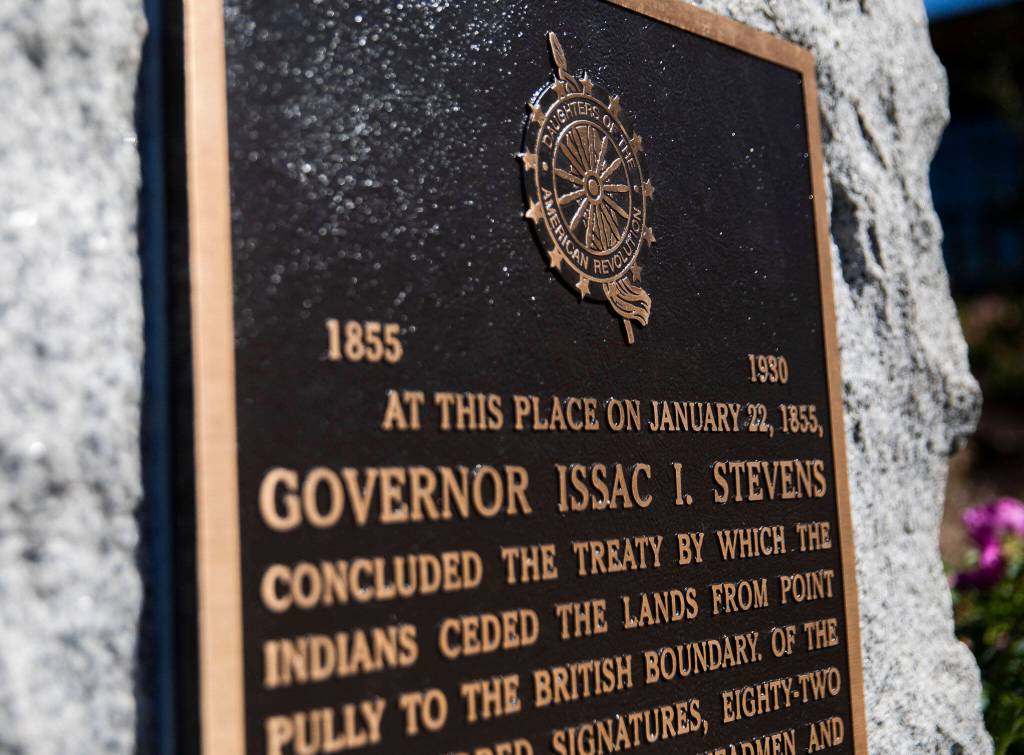 DAUGHTERS OF THE
AMERICAN REVOLUTION
1855
1930
AT THIS PLACE ON JANUARY 22, 1855,
GOVERNOR ISSAC I. STEVENS
CONCLUDED THE TREATY BY WHICH THE
INDIANS CEDED THE LANDS FROM POINT
PULLY TO THE BRITISH BOUNDARY. OF THE
SIGNATURES, EIGHTY-TWO
AND